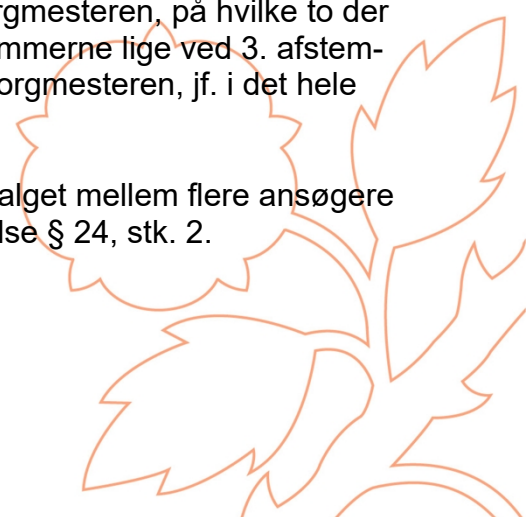 rgmesteren, på hvilke to der
mmerne lige ved 3. afstem-
orgmesteren, jf. i det hele
alget mellem flere ansøgere
lse § 24, stk. 2.